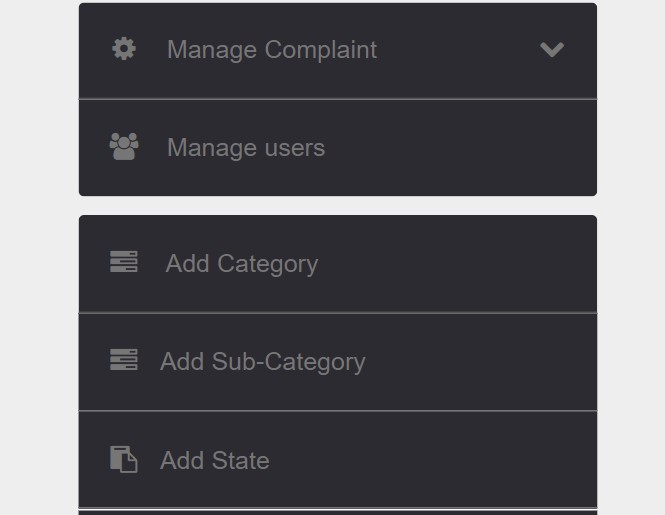 Manage Complaint
Manage users
Add Category
Add Sub-Category
Add State